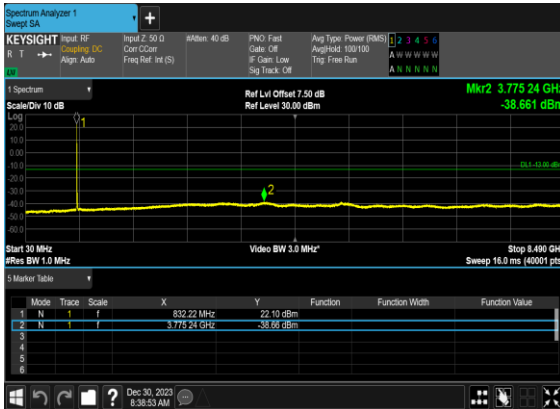 Spectrum Analyzer 1
Swept SA
+
KEYSIGHT Input: RF Input Z: 50 Ω #Atten: 40 dB PNO: Fast Avg Type: Power (RMS) 1 2 3 4 5 6
R T Coupling: DC Corr CCorr Gate: Off Avg|Hold: 100/100 A W W W W W
Align: Auto Freq Ref: Int (S) IF Gain: Low Trig: Free Run
LW Sig Track: Off A N N N N N
1 Spectrum Ref Lvl Offset 7.50 dB Mkr2 3.775 24 GHz
Scale/Div 10 dB Ref Level 30.00 dBm -38.661 dBm
Log
20.0
10.0
0.00
-10.0
-20.0
-30.0
-40.0
-50.0
-60.0
1
DL1 -13.00 dBm
2
Start 30 MHz Video BW 3.0 MHz* Stop 8.490 GHz
#Res BW 1.0 MHz Sweep 16.0 ms (40001 pts)
5 Marker Table
Mode Trace Scale X Y Function Function Width Function Value
1 N 1 f 832.22 MHz 22.10 dBm
2 N 1 f 3.775 24 GHz -38.66 dBm
3
4
5
6
? Dec 30, 2023
8:38:53 AM